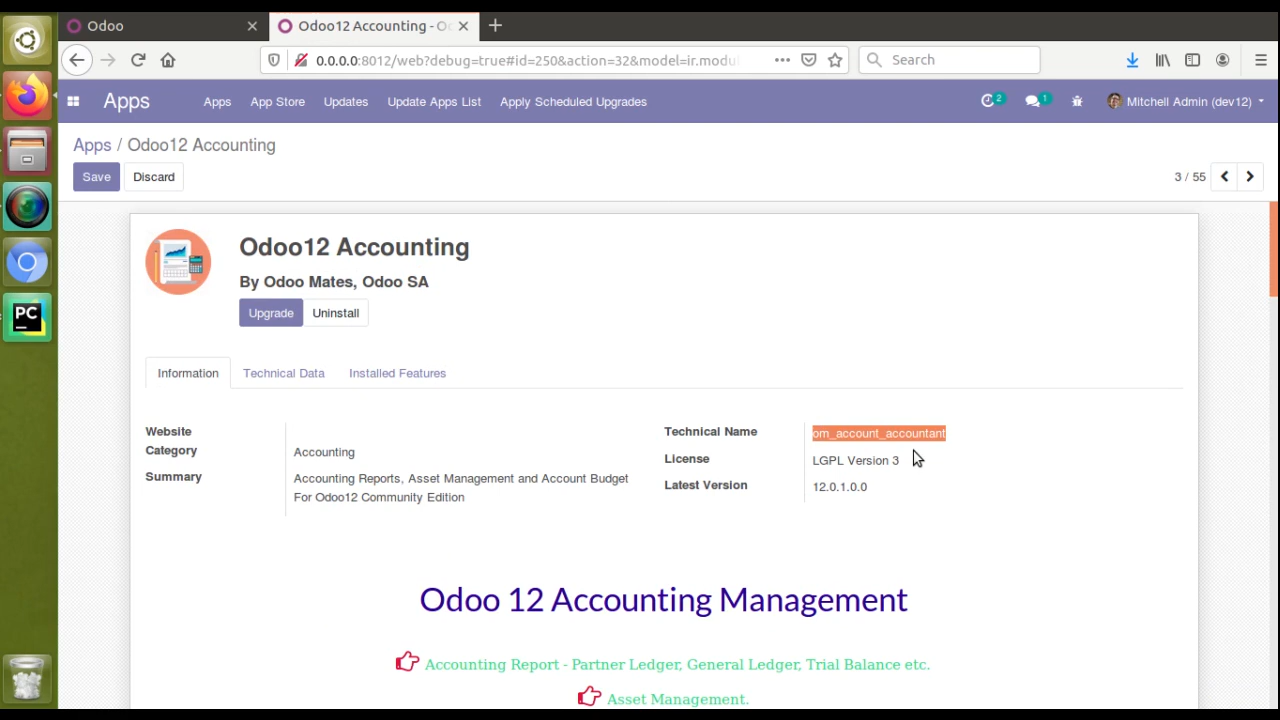 Odoo
Odoo12 Accounting - Od
0.0.0.0:8012/web?debug=true#id=250&action=32&model=ir.modu
Search
Apps
Apps
App Store
Updates
Update Apps List
Apply Scheduled Upgrades
2
1
Mitchell Admin (dev12)
Apps / Odoo12 Accounting
Save
Discard
3 / 55
Odoo12 Accounting
By Odoo Mates, Odoo SA
Upgrade
Uninstall
PC
Information
Technical Data
Installed Features
Website
Category
Accounting
Summary
Accounting Reports, Asset Management and Account Budget
For Odoo12 Community Edition
Technical Name
om_account_accountant
License
LGPL Version 3
Latest Version
12.0.1.0.0
Odoo 12 Accounting Management
Accounting Report - Partner Ledger, General Ledger, Trial Balance etc.
Asset Management.